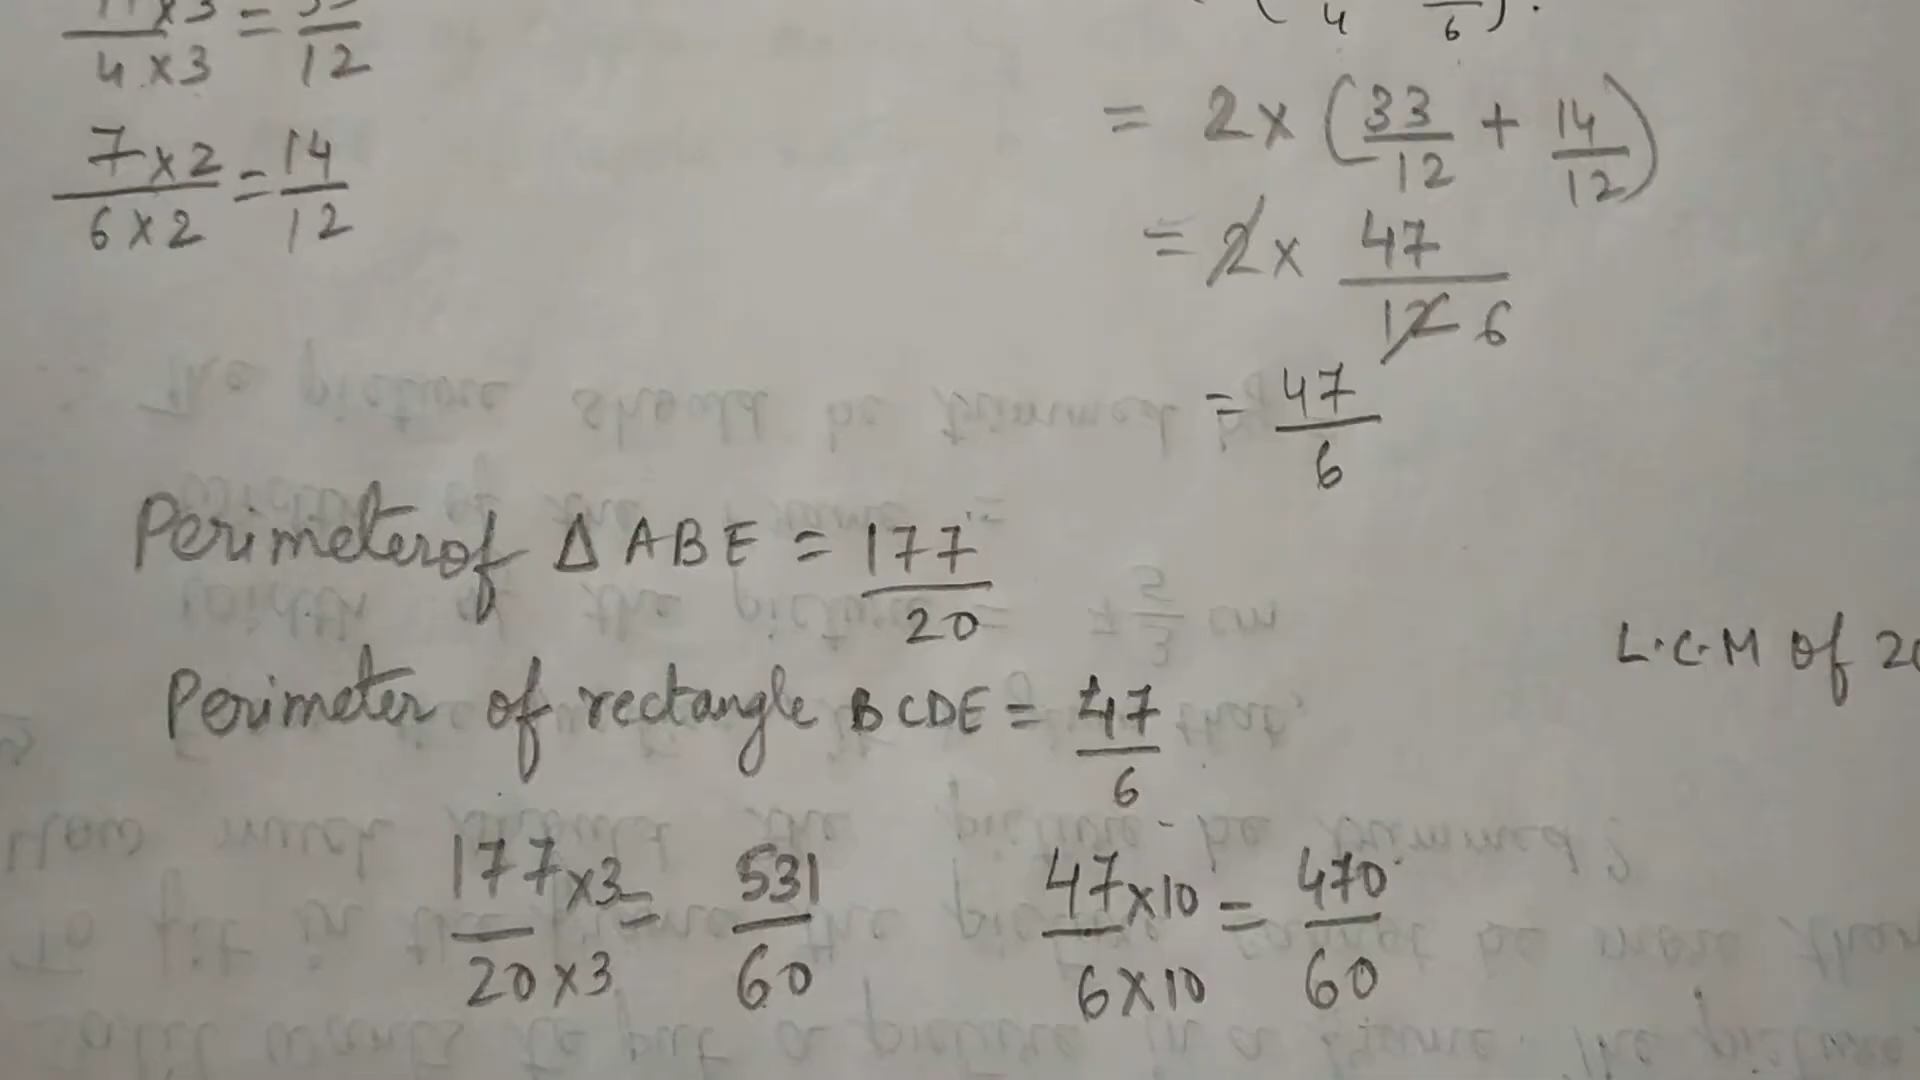 4 × 3 = 12
= 2 × (33/12 + 14/12)
7×2/6×2 = 14/12
= 2 × 47/12 6
= 47/6
Perimeter of Δ ABE = 177/20
L.C.M of 20
Perimeter of rectangle BCDE = 47/6
177×3/20×3 = 531/60 47×10/6×10 = 470/60